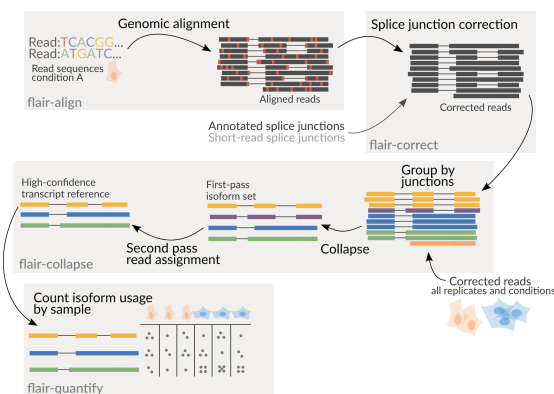 Genomic alignment
Read:TCACGG...
Read:ATGATC...
Read sequences
condition A
Aligned reads
flair-align
Splice junction correction
Corrected reads
Annotated splice junctions
Short-read splice junctions
flair-correct
Group by
junctions
High-confidence
transcript reference
First-pass
isoform set
Second pass
read assignment
Collapse
flair-collapse
Corrected reads
all replicates and conditions
Count isoform usage
by sample
flair-quantify